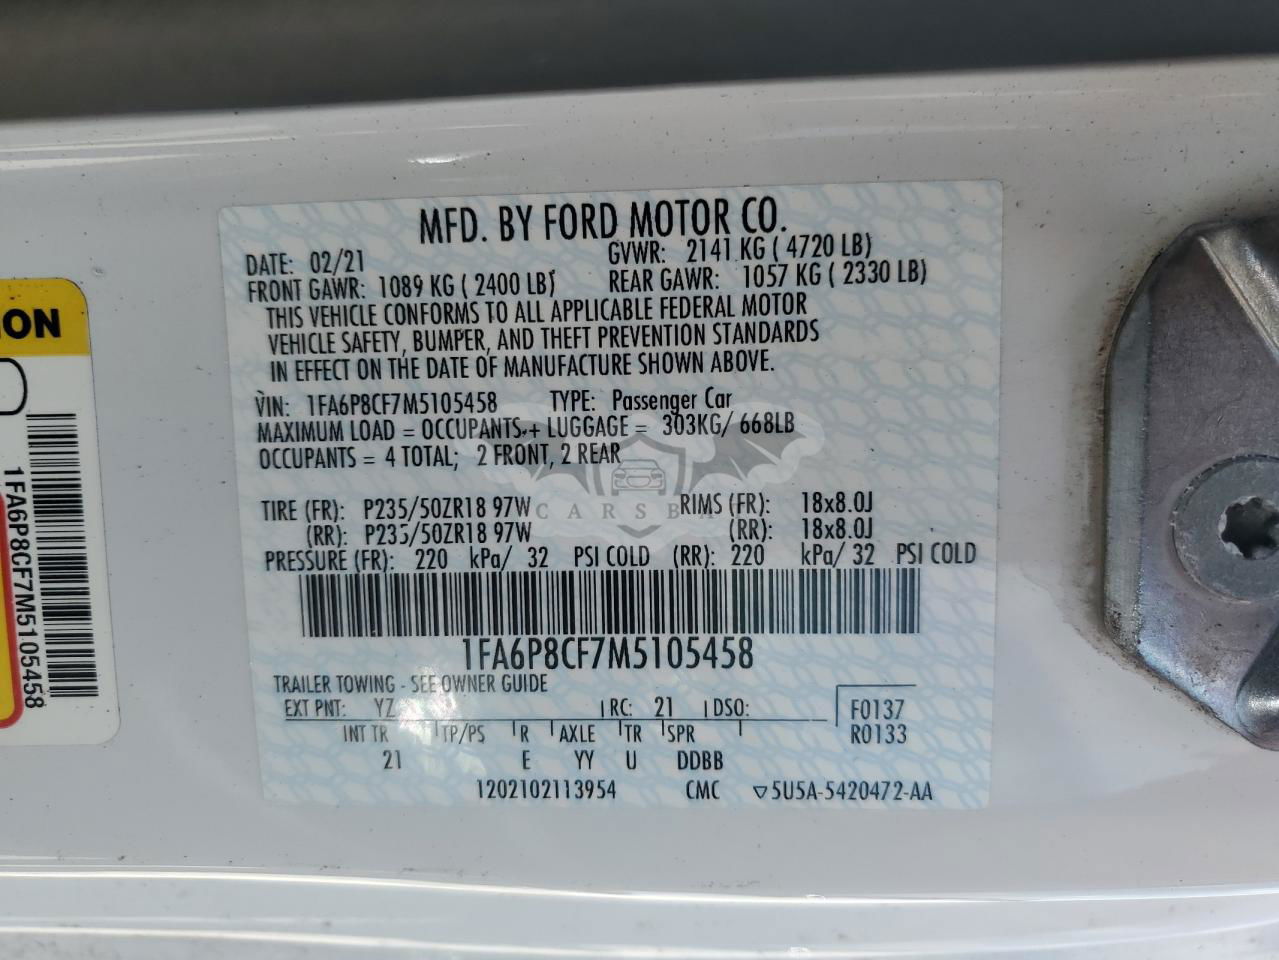 MFD. BY FORD MOTOR CO.
DATE: 02/21 GVWR: 2141 KG ( 4720 LB)
FRONT GAWR: 1089 KG ( 2400 LB) REAR GAWR: 1057 KG ( 2330 LB)
THIS VEHICLE CONFORMS TO ALL APPLICABLE FEDERAL MOTOR
VEHICLE SAFETY, BUMPER, AND THEFT PREVENTION STANDARDS
IN EFFECT ON THE DATE OF MANUFACTURE SHOWN ABOVE.
VIN: 1FA6P8CF7M5105458 TYPE: Passenger Car
MAXIMUM LOAD = OCCUPANTS + LUGGAGE = 303KG/ 668LB
OCCUPANTS = 4 TOTAL; 2 FRONT, 2 REAR
TIRE (FR): P235/50ZR18 97W RIMS (FR): 18x8.0J
(RR): P235/50ZR18 97W (RR): 18x8.0J
PRESSURE (FR): 220 kPa/ 32 PSI COLD (RR): 220 kPa/ 32 PSI COLD
1FA6P8CF7M5105458
TRAILER TOWING - SEE OWNER GUIDE
EXT PNT: YZ RC: 21 DSO: F0137
INT TR TP/PS R AXLE TR SPR R0133
21 E YY U DDBB
1202102113954 CMC ▽5U5A-5420472-AA
ION
1FA6P8CF7M5105458